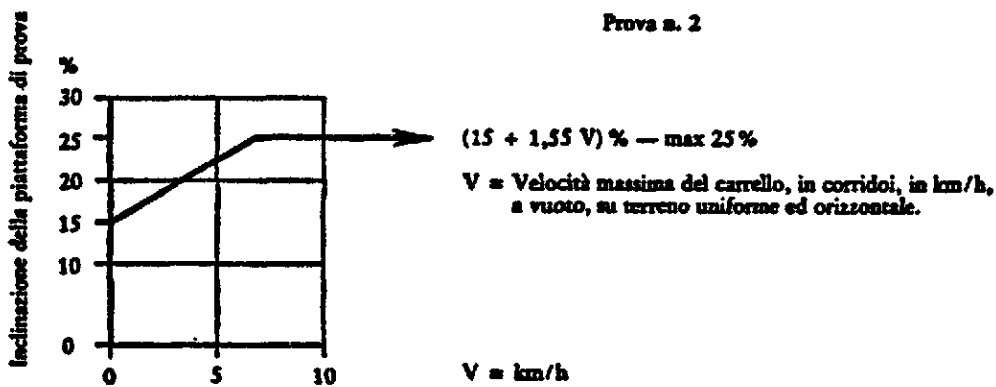 Prova n. 2
Inclinazione della piattaforma di prova
%
30
25
20
15
10
0
0 5 10
(15 + 1,55 V) % — max 25 %
V = Velocità massima del carrello, in corridoi, in km/h,
a vuoto, su terreno uniforme ed orizzontale.
V = km/h